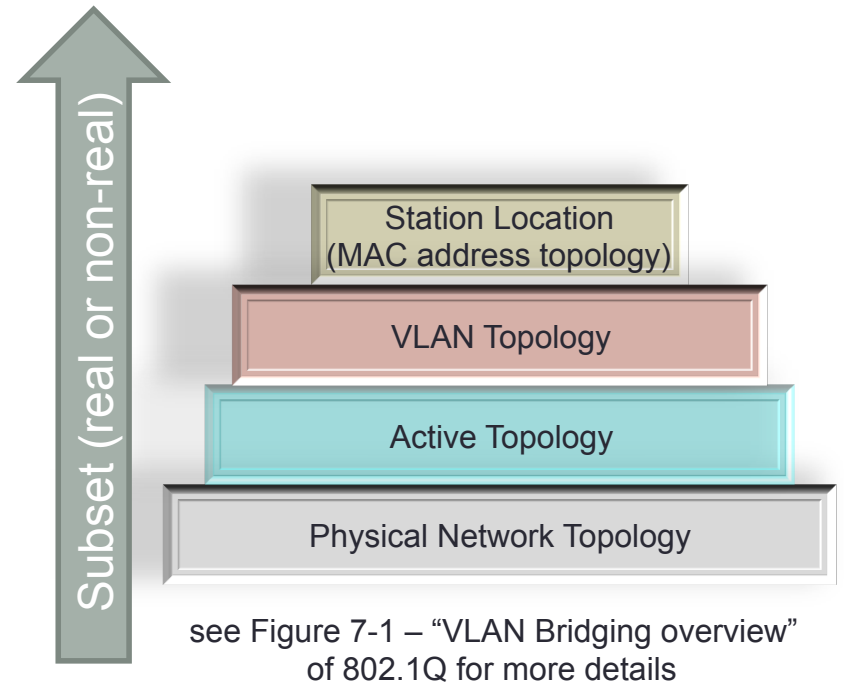 Subset (real or non-real)
Station Location
(MAC address topology)
VLAN Topology
Active Topology
Physical Network Topology
see Figure 7-1 – “VLAN Bridging overview”
of 802.1Q for more details